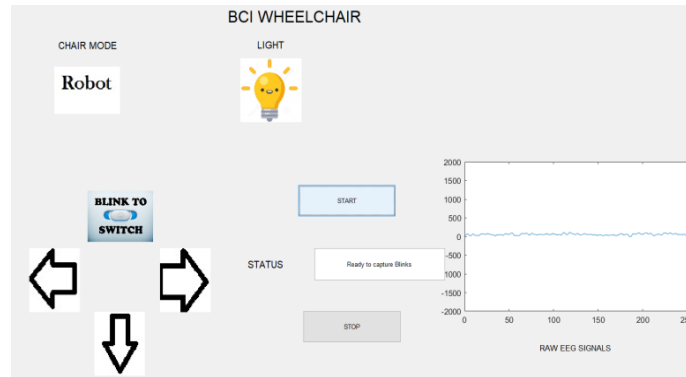 BCI WHEELCHAIR
CHAIR MODE
LIGHT
Robot
BLINK TO
SWITCH
START
STATUS
Ready to capture Blinks
STOP
2000
1500
1000
500
0
-500
-1000
-1500
-2000
0 50 100 150 200
RAW EEG SIGNALS